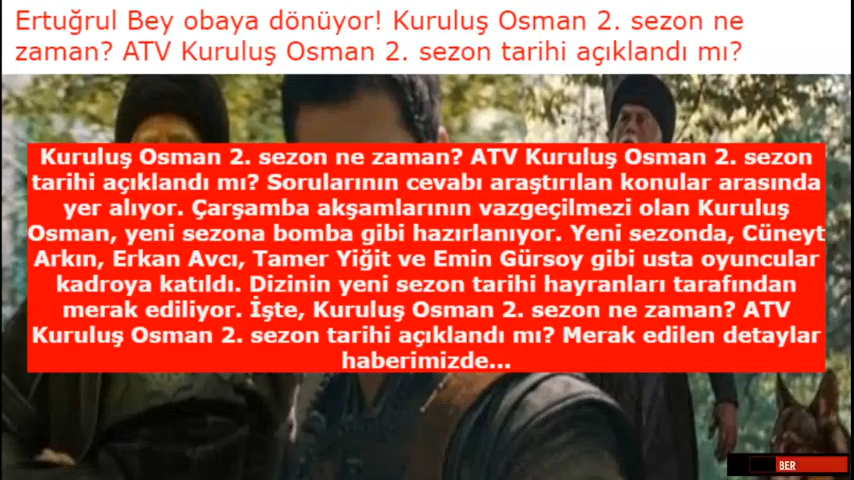 Ertuğrul Bey obaya dönüyor! Kuruluş Osman 2. sezon ne
zaman? ATV Kuruluş Osman 2. sezon tarihi açıklandı mı?
Kuruluş Osman 2. sezon ne zaman? ATV Kuruluş Osman 2. sezon
tarihi açıklandı mı? Sorularının cevabı araştırılan konular arasında
yer alıyor. Çarşamba akşamlarının vazgeçilmezi olan Kuruluş
Osman, yeni sezona bomba gibi hazırlanıyor. Yeni sezonda, Cüneyt
Arkın, Erkan Avcı, Tamer Yiğit ve Emin Gürsoy gibi usta oyuncular
kadroya katıldı. Dizinin yeni sezon tarihi hayranları tarafından
merak ediliyor. İşte, Kuruluş Osman 2. sezon ne zaman? ATV
Kuruluş Osman 2. sezon tarihi açıklandı mı? Merak edilen detaylar
haberimizde...
BER